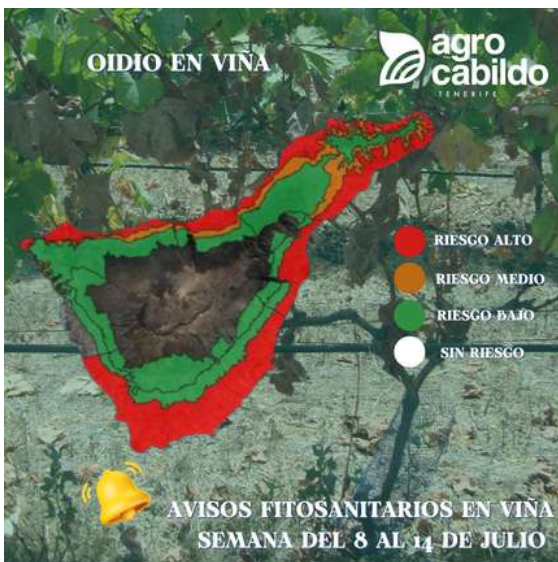 OIDIO EN VIÑA
agro
cabildo
TENERIFE
RIESGO ALTO
RIESGO MEDIO
RIESGO BAJO
SIN RIESGO
AVISOS FITOSANITARIOS EN VIÑA
SEMANA DEL 8 AL 14 DE JULIO